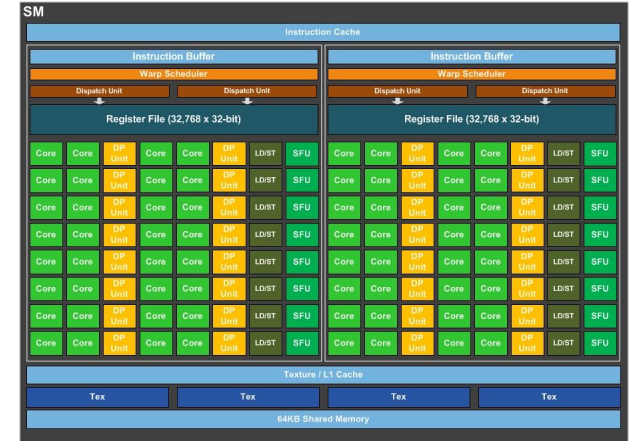 SM
Instruction Cache
Instruction Buffer Instruction Buffer
Warp Scheduler Warp Scheduler
Dispatch Unit Dispatch Unit Dispatch Unit Dispatch Unit
Register File (32,768 x 32-bit) Register File (32,768 x 32-bit)
Core Core DP Unit Core Core DP Unit LD/ST SFU Core Core DP Unit Core Core DP Unit LD/ST SFU
Core Core DP Unit Core Core DP Unit LD/ST SFU Core Core DP Unit Core Core DP Unit LD/ST SFU
Core Core DP Unit Core Core DP Unit LD/ST SFU Core Core DP Unit Core Core DP Unit LD/ST SFU
Core Core DP Unit Core Core DP Unit LD/ST SFU Core Core DP Unit Core Core DP Unit LD/ST SFU
Core Core DP Unit Core Core DP Unit LD/ST SFU Core Core DP Unit Core Core DP Unit LD/ST SFU
Core Core DP Unit Core Core DP Unit LD/ST SFU Core Core DP Unit Core Core DP Unit LD/ST SFU
Core Core DP Unit Core Core DP Unit LD/ST SFU Core Core DP Unit Core Core DP Unit LD/ST SFU
Core Core DP Unit Core Core DP Unit LD/ST SFU Core Core DP Unit Core Core DP Unit LD/ST SFU
Texture / L1 Cache
Tex Tex Tex Tex
64KB Shared Memory